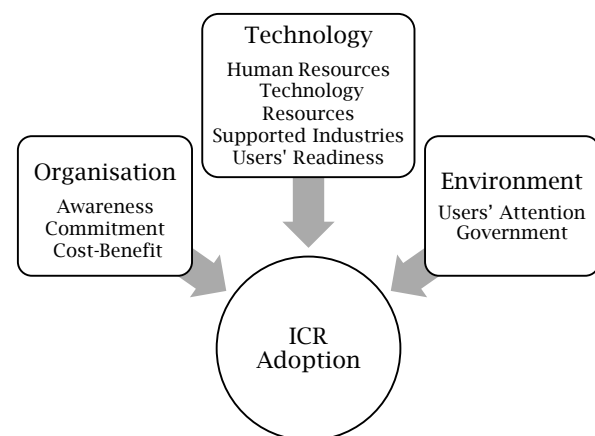 Technology
Human Resources
Technology
Resources
Supported Industries
Users' Readiness
Organisation
Awareness
Commitment
Cost-Benefit
Environment
Users’ Attention
Government
ICR
Adoption